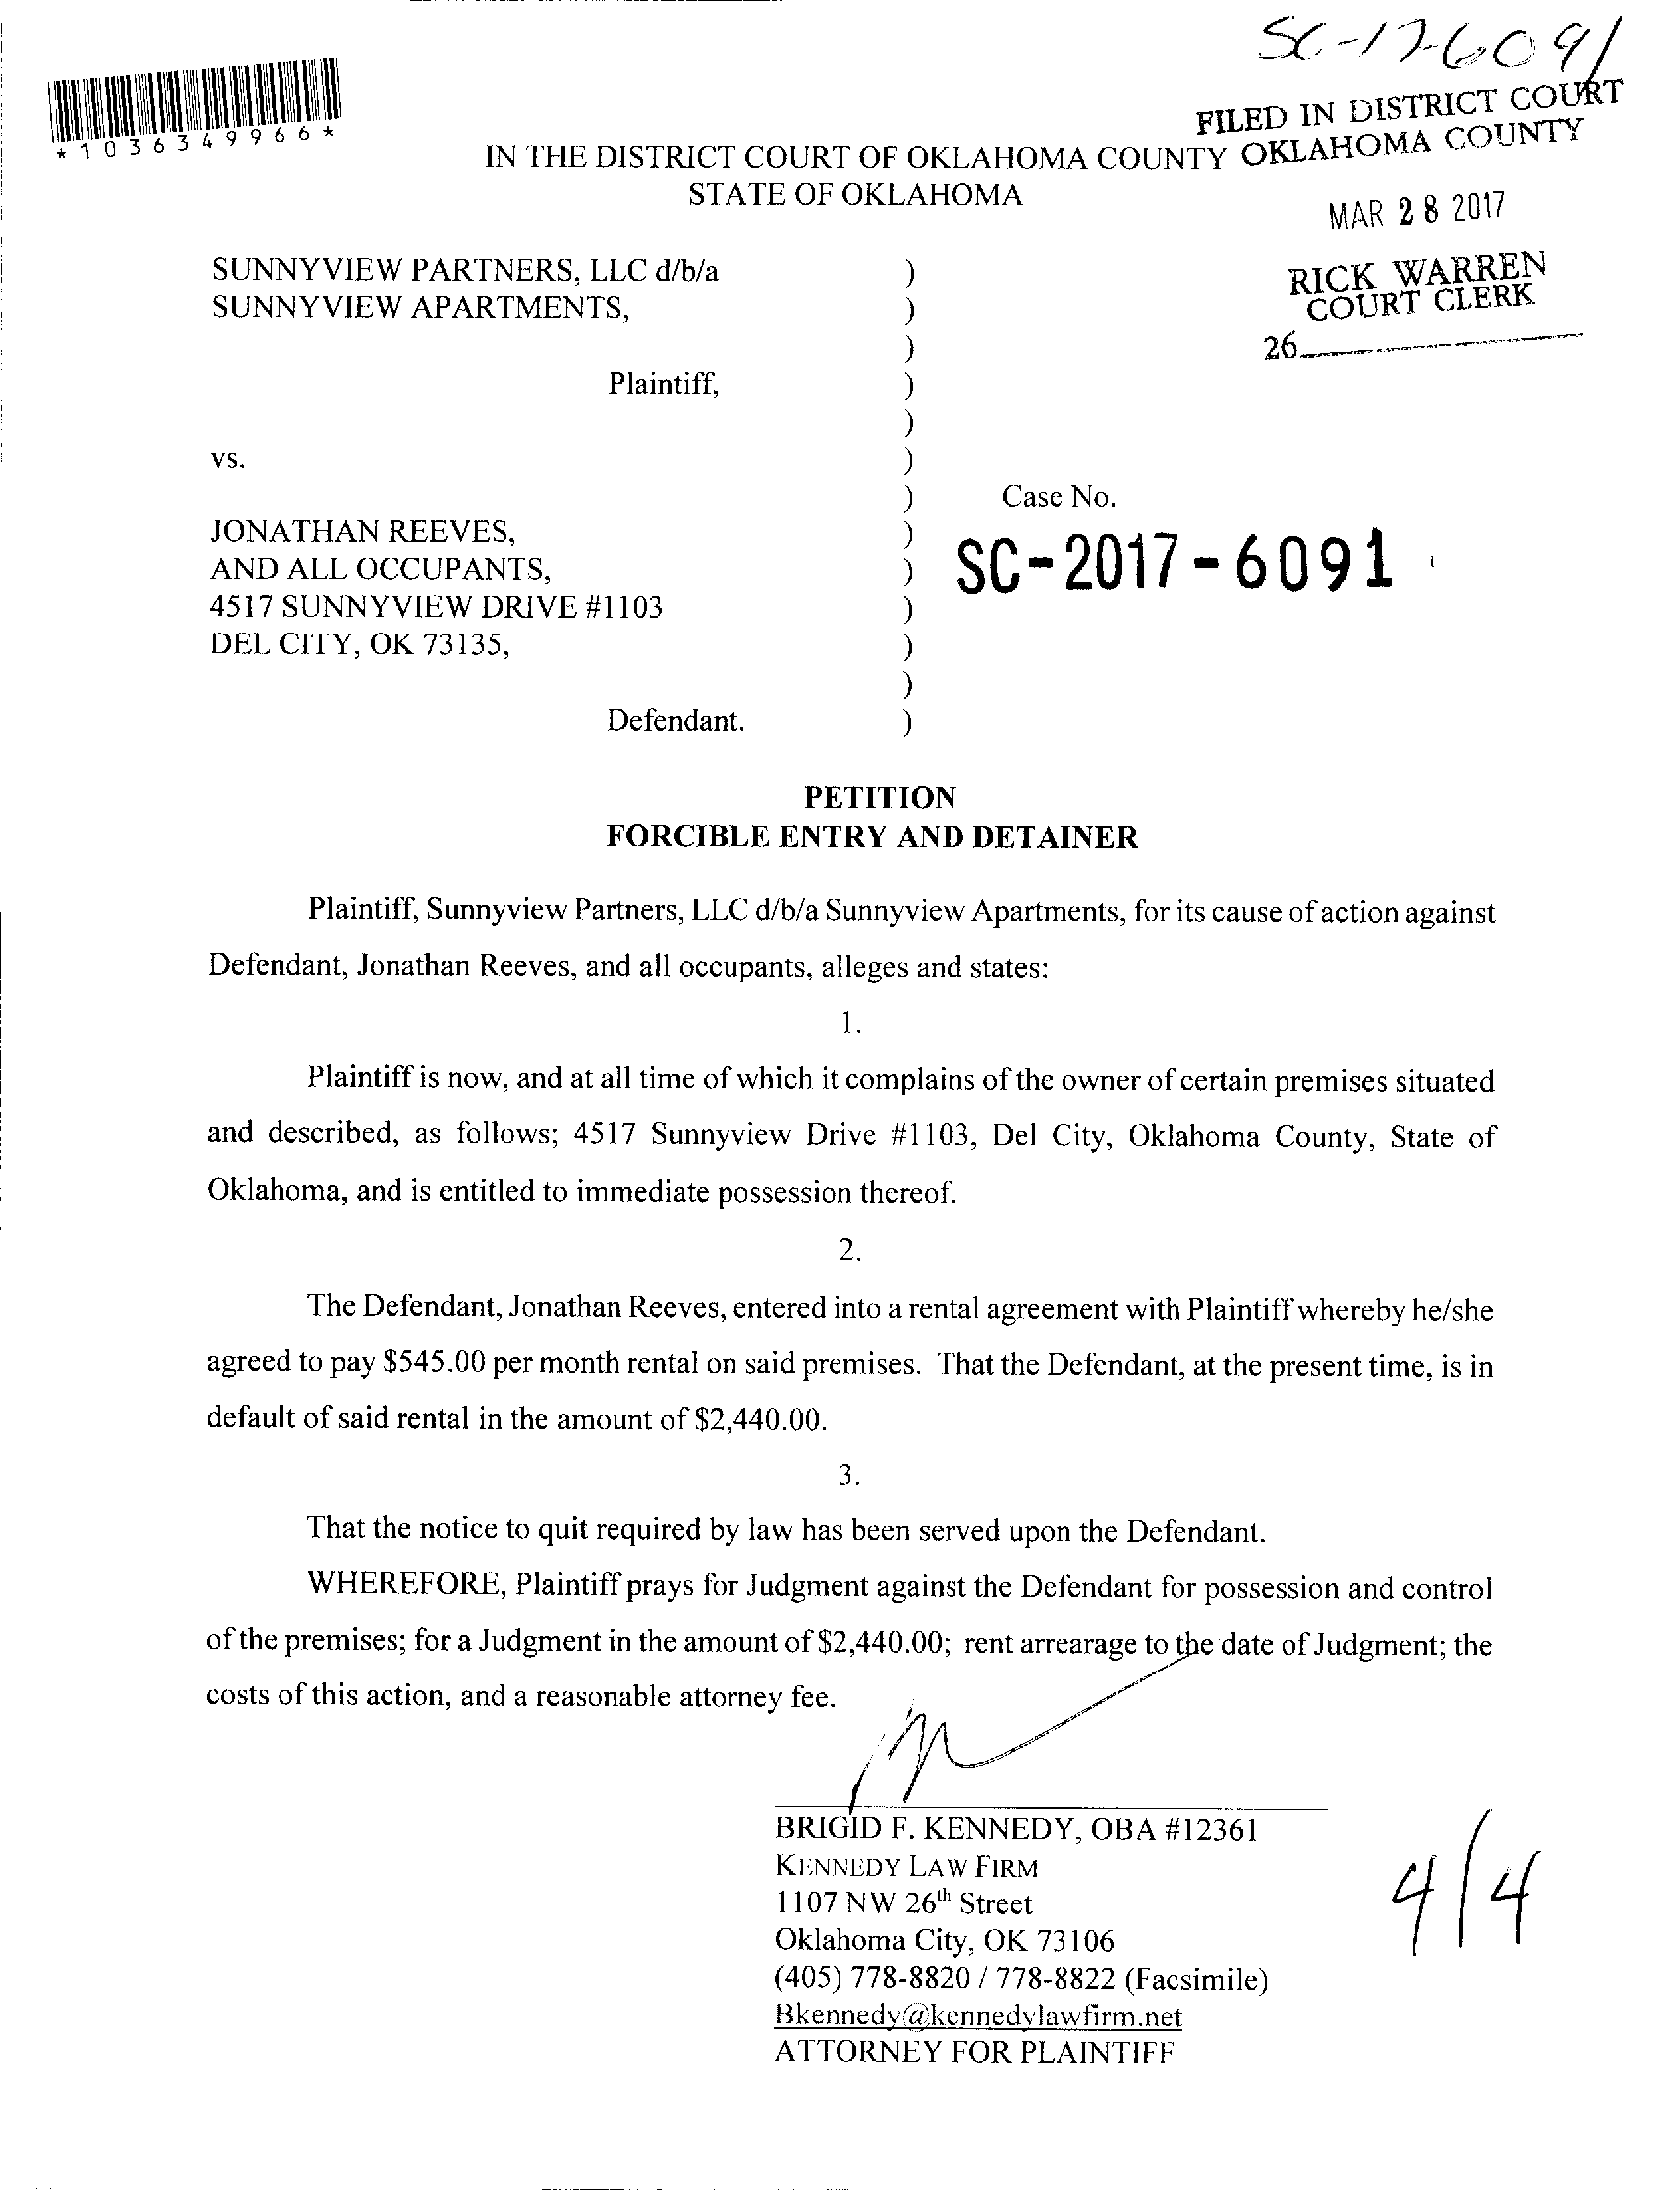 SC-17-6091
FILED IN DISTRICT COURT
OKLAHOMA COUNTY
*1036349966*
IN THE DISTRICT COURT OF OKLAHOMA COUNTY
STATE OF OKLAHOMA
MAR 28 2017
RICK WARREN
COURT CLERK
26
SUNNYVIEW PARTNERS, LLC d/b/a )
SUNNYVIEW APARTMENTS, )
)
Plaintiff, )
)
vs. )
) Case No.
JONATHAN REEVES, )
AND ALL OCCUPANTS, ) SC-2017-6091
4517 SUNNYVIEW DRIVE #1103 )
DEL CITY, OK 73135, )
)
Defendant. )
PETITION
FORCIBLE ENTRY AND DETAINER
Plaintiff, Sunnyview Partners, LLC d/b/a Sunnyview Apartments, for its cause of action against
Defendant, Jonathan Reeves, and all occupants, alleges and states:
1.
Plaintiff is now, and at all time of which it complains of the owner of certain premises situated
and described, as follows; 4517 Sunnyview Drive #1103, Del City, Oklahoma County, State of
Oklahoma, and is entitled to immediate possession thereof.
2.
The Defendant, Jonathan Reeves, entered into a rental agreement with Plaintiff whereby he/she
agreed to pay $545.00 per month rental on said premises. That the Defendant, at the present time, is in
default of said rental in the amount of $2,440.00.
3.
That the notice to quit required by law has been served upon the Defendant.
WHEREFORE, Plaintiff prays for Judgment against the Defendant for possession and control
of the premises; for a Judgment in the amount of $2,440.00; rent arrearage to the date of Judgment; the
costs of this action, and a reasonable attorney fee.
BRIGID F. KENNEDY, OBA #12361
KENNEDY LAW FIRM
1107 NW 26th Street
Oklahoma City, OK 73106
(405) 778-8820 / 778-8822 (Facsimile)
Bkennedy@kennedylawfirm.net
ATTORNEY FOR PLAINTIFF
4/4